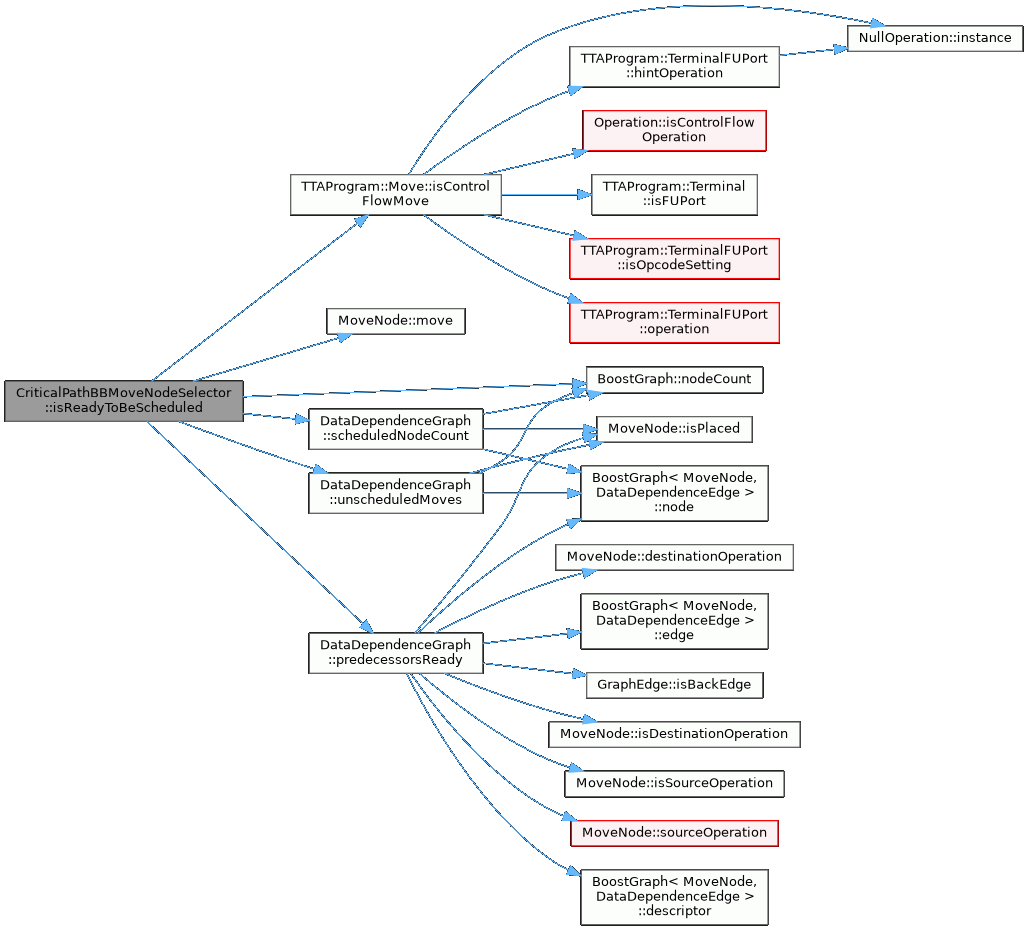 NullOperation::instance
TTAProgram::TerminalFUPort
::hintOperation
Operation::isControlFlow
Operation
TTAProgram::Move::isControl
FlowMove
TTAProgram::Terminal
::isFUPort
TTAProgram::TerminalFUPort
::isOpcodeSetting
TTAProgram::TerminalFUPort
::operation
MoveNode::move
CriticalPathBBMoveNodeSelector
::isReadyToBeScheduled
BoostGraph::nodeCount
DataDependenceGraph
::scheduledNodeCount
MoveNode::isPlaced
DataDependenceGraph
::unscheduledMoves
BoostGraph< MoveNode,
DataDependenceEdge >
::node
MoveNode::destinationOperation
BoostGraph< MoveNode,
DataDependenceEdge >
::edge
DataDependenceGraph
::predecessorsReady
GraphEdge::isBackEdge
MoveNode::isDestinationOperation
MoveNode::isSourceOperation
MoveNode::sourceOperation
BoostGraph< MoveNode,
DataDependenceEdge >
::descriptor